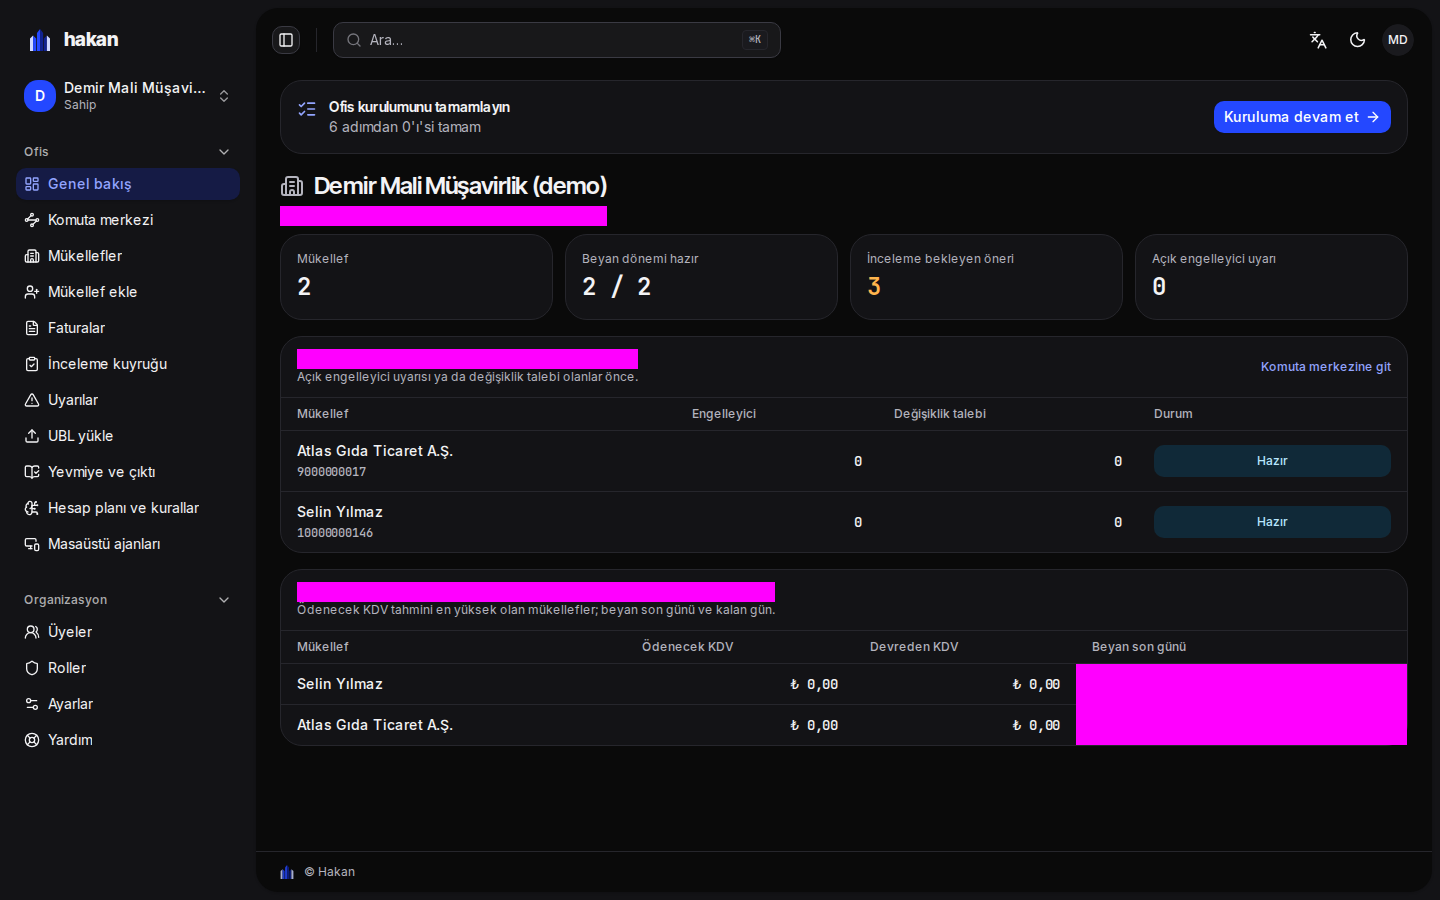 hakan
Demir Mali Müşavi...
Sahip
Ofis
Genel bakış
Komuta merkezi
Mükellefler
Mükellef ekle
Faturalar
İnceleme kuyruğu
Uyarılar
UBL yükle
Yevmiye ve çıktı
Hesap planı ve kurallar
Masaüstü ajanları
Organizasyon
Üyeler
Roller
Ayarlar
Yardım
Ara... ⌘K
MD
Ofis kurulumunu tamamlayın
6 adımdan 0'ı'si tamam
Kuruluma devam et
Demir Mali Müşavirlik (demo)
Mükellef
2
Beyan dönemi hazır
2 / 2
İnceleme bekleyen öneri
3
Açık engelleyici uyarı
0
Açık engelleyici uyarısı ya da değişiklik talebi olanlar önce.
Komuta merkezine git
Mükellef Engelleyici Değişiklik talebi Durum
Atlas Gıda Ticaret A.Ş.
9000000017
0 0 Hazır
Selin Yılmaz
10000000146
0 0 Hazır
Ödenecek KDV tahmini en yüksek olan mükellefler; beyan son günü ve kalan gün.
Mükellef Ödenecek KDV Devreden KDV Beyan son günü
Selin Yılmaz ₺ 0,00 ₺ 0,00
Atlas Gıda Ticaret A.Ş. ₺ 0,00 ₺ 0,00
© Hakan